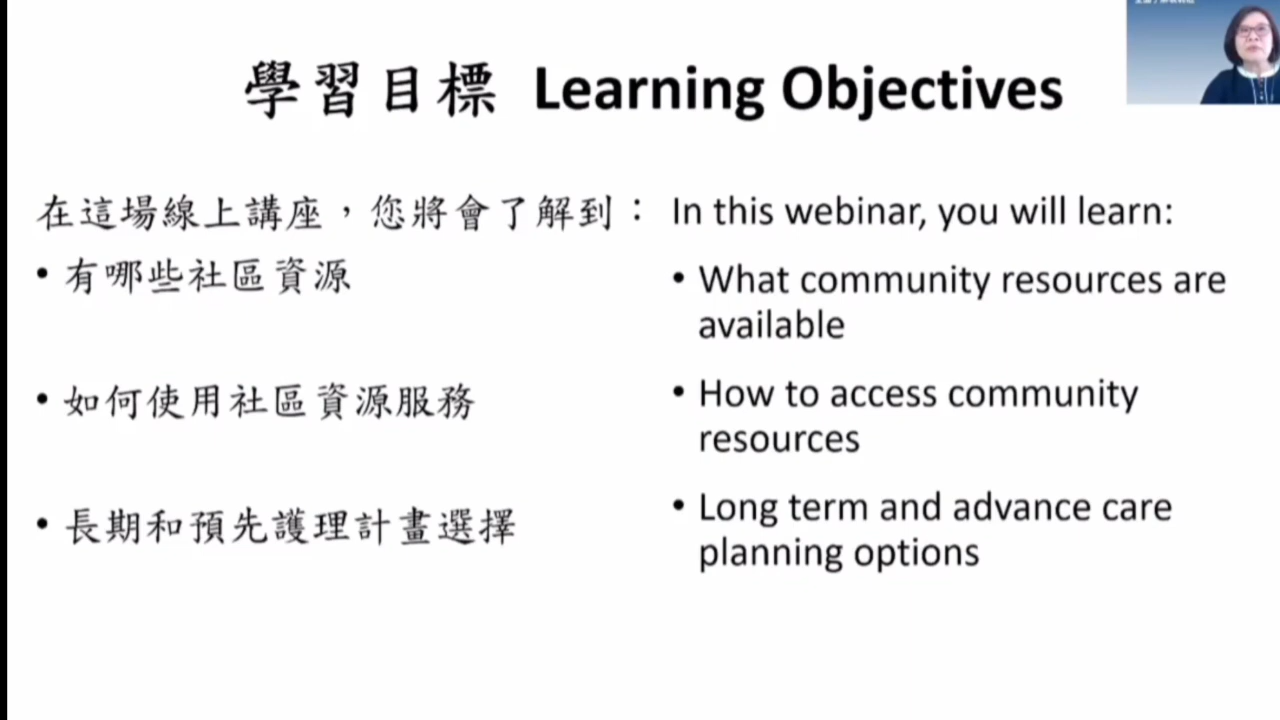 學習目標 Learning Objectives
在這場線上講座，您將會了解到：
• 有哪些社區資源
• 如何使用社區資源服務
• 長期和預先護理計畫選擇
In this webinar, you will learn:
• What community resources are
available
• How to access community
resources
• Long term and advance care
planning options